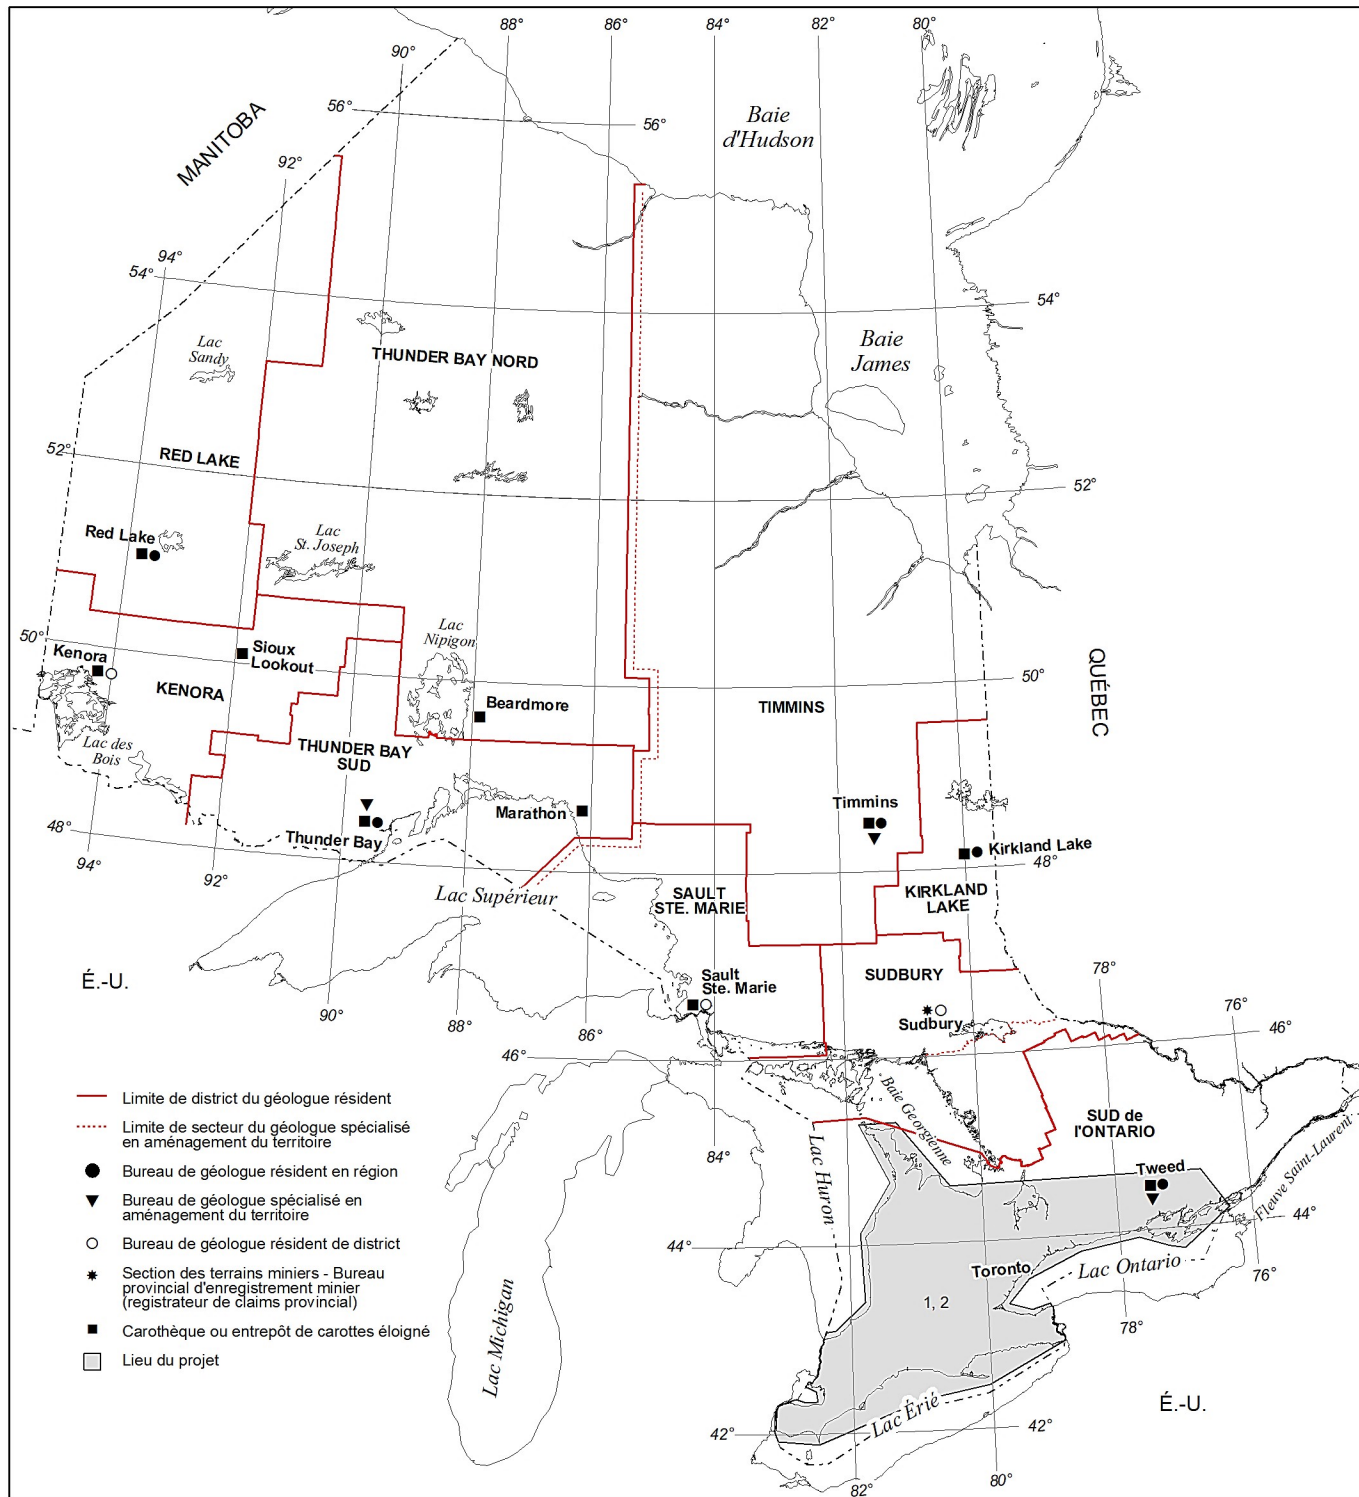 88°
86°
84°
82°
80°
90°
56°
56°
Baie
d'Hudson
MANITOBA
92°
94°
54°
54°
Lac
Sandy
THUNDER BAY NORD
Baie
James
52°
RED LAKE
52°
Red Lake
Lac
St. Joseph
50°
Kenora
Sioux
Lookout
Lac
Nipigon
50°
QUÉBEC
KENORA
Beardmore
TIMMINS
Lac des
Bois
THUNDER BAY
SUD
Marathon
Timmins
48°
Thunder Bay
Kirkland Lake
48°
94°
92°
Lac Supérieur
SAULT
STE. MARIE
KIRKLAND
LAKE
É.-U.
Sault
Ste. Marie
SUDBURY
78°
76°
90°
88°
86°
Sudbury
46°
46°
Baie Georgienne
Limite de district du géologue résident
Limite de secteur du géologue spécialisé
en aménagement du territoire
Bureau de géologue résident en région
Bureau de géologue spécialisé en
aménagement du territoire
Bureau de géologue résident de district
Section des terrains miniers - Bureau
provincial d'enregistrement minier
(registrateur de claims provincial)
Carothèque ou entrepôt de carottes éloigné
Lieu du projet
SUD de
l'ONTARIO
84°
Lac Huron
Tweed
Fleuve Saint-Laurent
44°
44°
Toronto
Lac Ontario
76°
1, 2
78°
Lac Michigan
Lac Érié
É.-U.
42°
42°
82°
80°